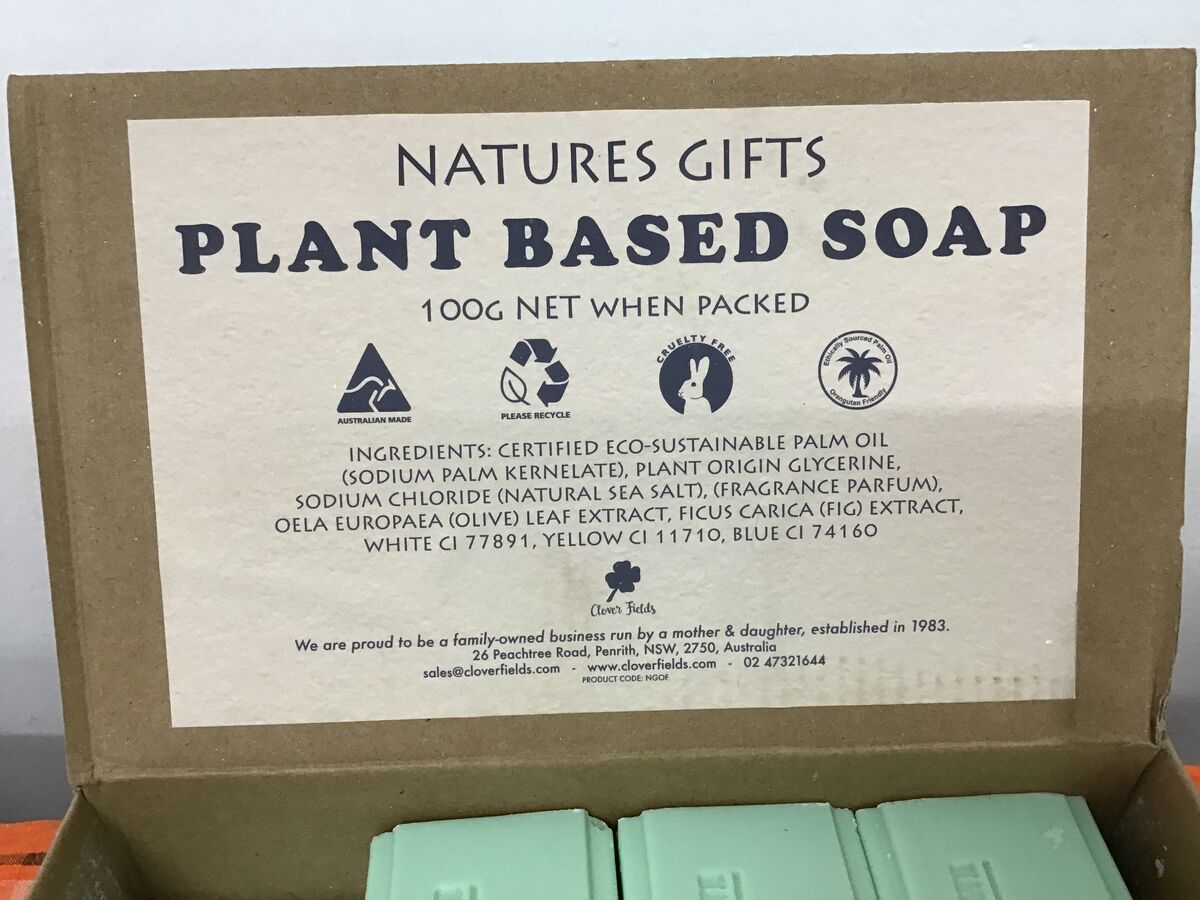 NATURES GIFTS
PLANT BASED SOAP
100G NET WHEN PACKED
AUSTRALIAN MADE
PLEASE RECYCLE
CRUELTY FREE
Ethically Sourced Palm Oil
Orangutan Friendly
INGREDIENTS: CERTIFIED ECO-SUSTAINABLE PALM OIL
(SODIUM PALM KERNELATE), PLANT ORIGIN GLYCERINE,
SODIUM CHLORIDE (NATURAL SEA SALT), (FRAGRANCE PARFUM),
OELA EUROPAEA (OLIVE) LEAF EXTRACT, FICUS CARICA (FIG) EXTRACT,
WHITE CI 77891, YELLOW CI 11710, BLUE CI 74160
Clover Fields
We are proud to be a family-owned business run by a mother & daughter, established in 1983.
26 Peachtree Road, Penrith, NSW, 2750, Australia
sales@cloverfields.com - www.cloverfields.com - 02 47321644
PRODUCT CODE: NGOF